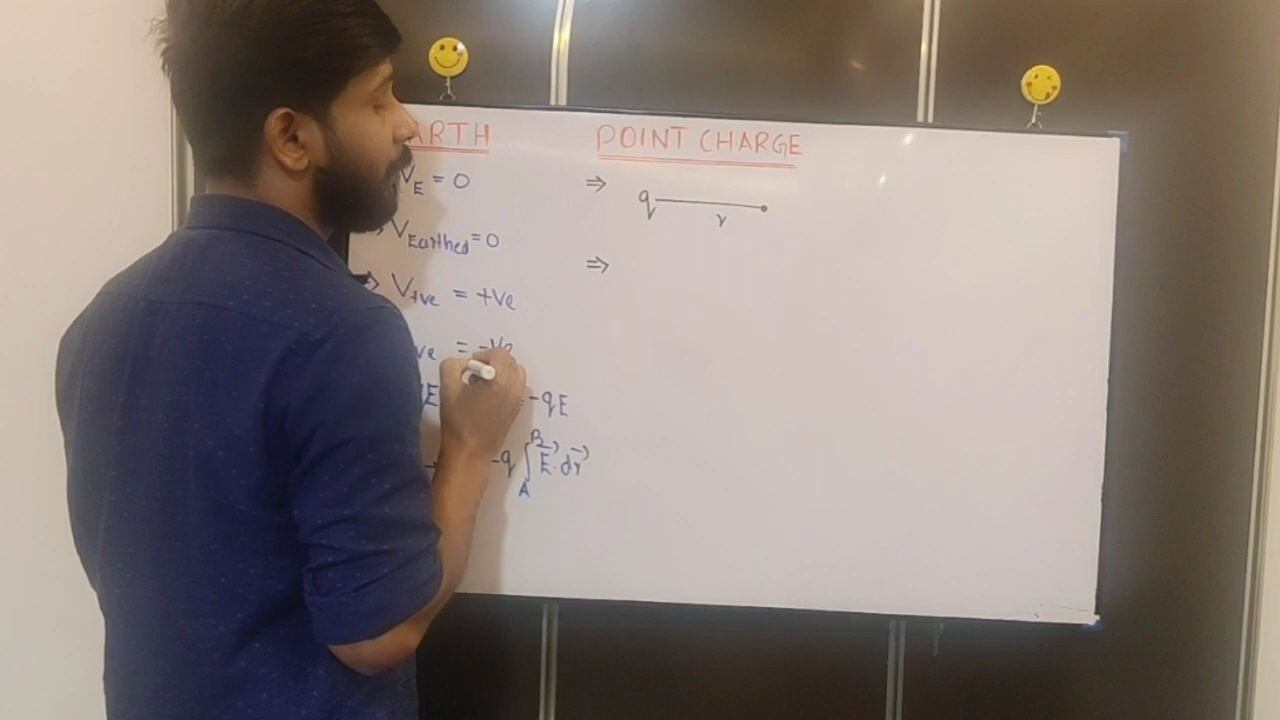 ARTH
POINT CHARGE
V_E = 0
⇒ q r
⇒ V_Earthed = 0
⇒
⇒ V_+ve = +Ve
ve = -Ve
E -qE
-q ∫_A^B E⃗. dr⃗